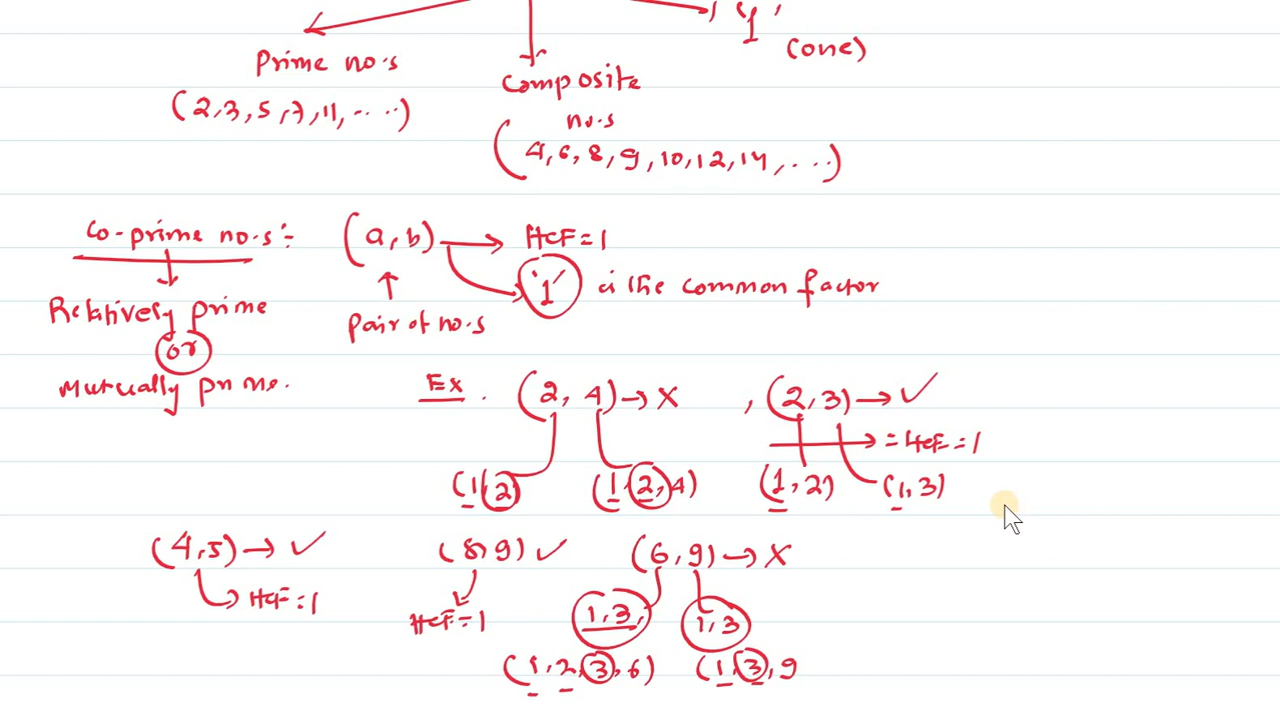 '1'
(one)
Prime no.s
(2,3,5,7,11,.....)
Composite
no.s
(4,6,8,9,10,12,14,....)
Co-prime no.s:- (a,b) → HCF=1
'1' is the common factor
Pair of no.s
Relatively prime
or
Mutually prime.
Ex. (2,4)→X , (2,3)→✓
=HCF=1
(1,2) (1,2,4) (1,2) (1,3)
(4,5)→✓ (8,9)✓ (6,9)→X
HCF=1 HCF=1 1,3, 1,3
(1,2,3,6) (1,3,9